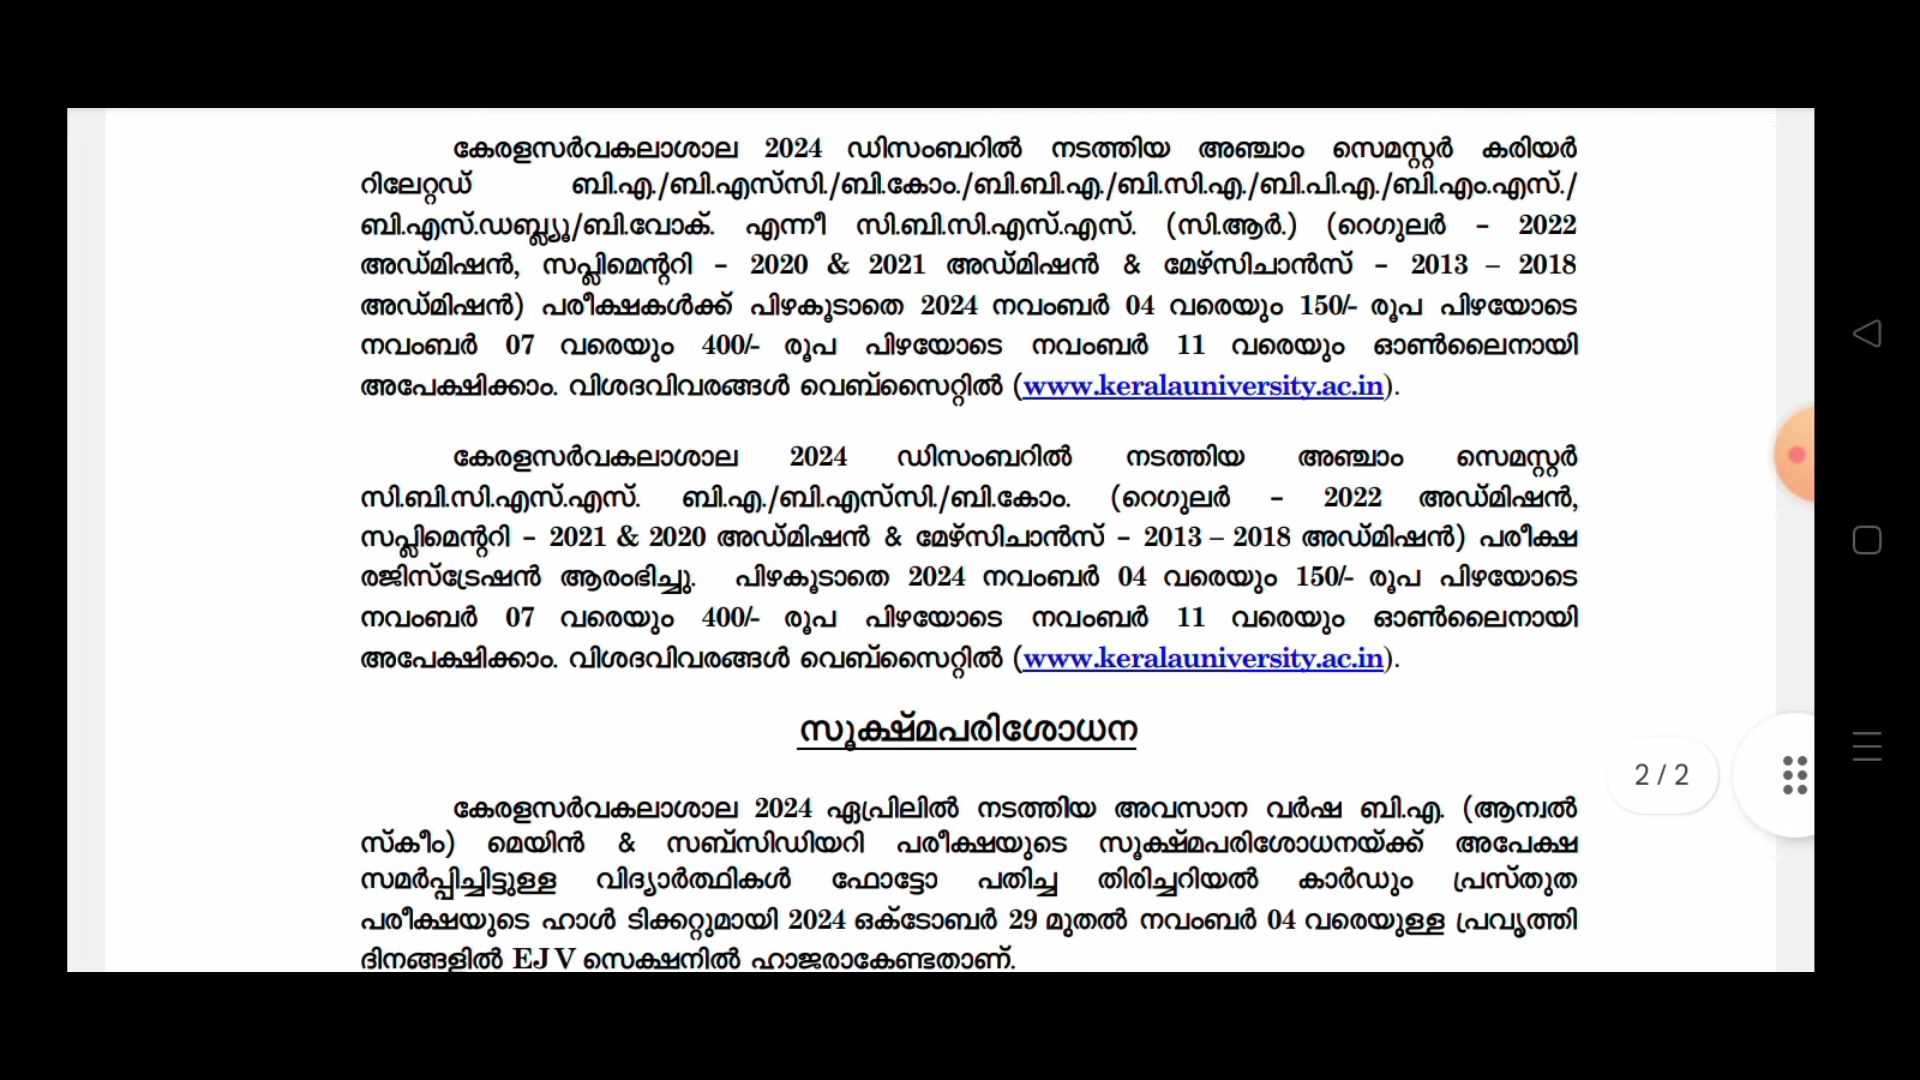 കേരളസർവകലാശാല 2024 ഡിസംബറിൽ നടത്തിയ അഞ്ചാം സെമസ്റ്റർ കരിയർ
റിലേറ്റഡ് ബി.എ./ബി.എസ്‌സി./ബി.കോം./ബി.ബി.എ./ബി.സി.എ./ബി.പി.എ./ബി.എം.എസ്./
ബി.എസ്.ഡബ്ല്യൂ/ബി.വോക്. എന്നീ സി.ബി.സി.എസ്.എസ്. (സി.ആർ.) (റെഗുലർ – 2022
അഡ്മിഷൻ, സപ്ലിമെന്ററി – 2020 & 2021 അഡ്മിഷൻ & മേഴ്‌സിചാൻസ് – 2013 – 2018
അഡ്മിഷൻ) പരീക്ഷകൾക്ക് പിഴകൂടാതെ 2024 നവംബർ 04 വരെയും 150/- രൂപ പിഴയോടെ
നവംബർ 07 വരെയും 400/- രൂപ പിഴയോടെ നവംബർ 11 വരെയും ഓൺലൈനായി
അപേക്ഷിക്കാം. വിശദവിവരങ്ങൾ വെബ്‌സൈറ്റിൽ (www.keralauniversity.ac.in).
കേരളസർവകലാശാല 2024 ഡിസംബറിൽ നടത്തിയ അഞ്ചാം സെമസ്റ്റർ
സി.ബി.സി.എസ്.എസ്. ബി.എ./ബി.എസ്‌സി./ബി.കോം. (റെഗുലർ – 2022 അഡ്മിഷൻ,
സപ്ലിമെന്ററി – 2021 & 2020 അഡ്മിഷൻ & മേഴ്‌സിചാൻസ് – 2013 – 2018 അഡ്മിഷൻ) പരീക്ഷ
രജിസ്ട്രേഷൻ ആരംഭിച്ചു. പിഴകൂടാതെ 2024 നവംബർ 04 വരെയും 150/- രൂപ പിഴയോടെ
നവംബർ 07 വരെയും 400/- രൂപ പിഴയോടെ നവംബർ 11 വരെയും ഓൺലൈനായി
അപേക്ഷിക്കാം. വിശദവിവരങ്ങൾ വെബ്‌സൈറ്റിൽ (www.keralauniversity.ac.in).
സൂക്ഷ്മപരിശോധന
2 / 2
കേരളസർവകലാശാല 2024 ഏപ്രിലിൽ നടത്തിയ അവസാന വർഷ ബി.എ. (ആന്വൽ
സ്കീം) മെയിൻ & സബ്‌സിഡിയറി പരീക്ഷയുടെ സൂക്ഷ്മപരിശോധനയ്ക്ക് അപേക്ഷ
സമർപ്പിച്ചിട്ടുള്ള വിദ്യാർത്ഥികൾ ഫോട്ടോ പതിച്ച തിരിച്ചറിയൽ കാർഡും പ്രസ്തുത
പരീക്ഷയുടെ ഹാൾ ടിക്കറ്റുമായി 2024 ഒക്ടോബർ 29 മുതൽ നവംബർ 04 വരെയുള്ള പ്രവൃത്തി
ദിനങ്ങളിൽ EJ V സെക്ഷനിൽ ഹാജരാകേണ്ടതാണ്.